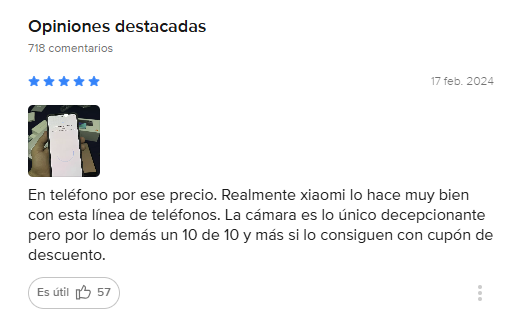 Opiniones destacadas
718 comentarios
17 feb. 2024
En teléfono por ese precio. Realmente xiaomi lo hace muy bien
con esta línea de teléfonos. La cámara es lo único decepcionante
pero por lo demás un 10 de 10 y más si lo consiguen con cupón de
descuento.
Es útil 57